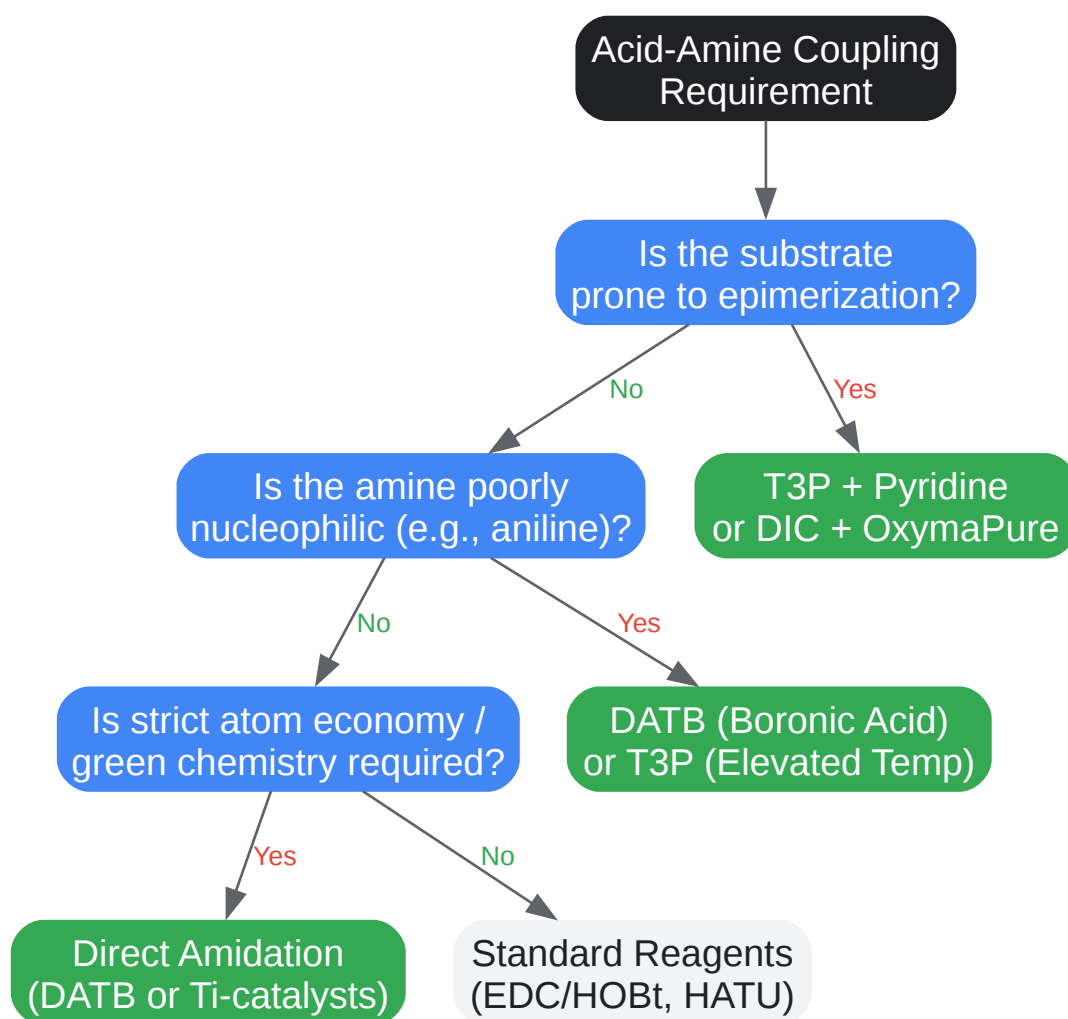 Acid-Amine Coupling
Requirement
Is the substrate
prone to epimerization?
No
Yes
Is the amine poorly
nucleophilic (e.g., aniline)?
T3P + Pyridine
or DIC + OxymaPure
No
Yes
Is strict atom economy /
green chemistry required?
DATB (Boronic Acid)
or T3P (Elevated Temp)
Yes
No
Direct Amidation
(DATB or Ti-catalysts)
Standard Reagents
(EDC/HOBt, HATU)